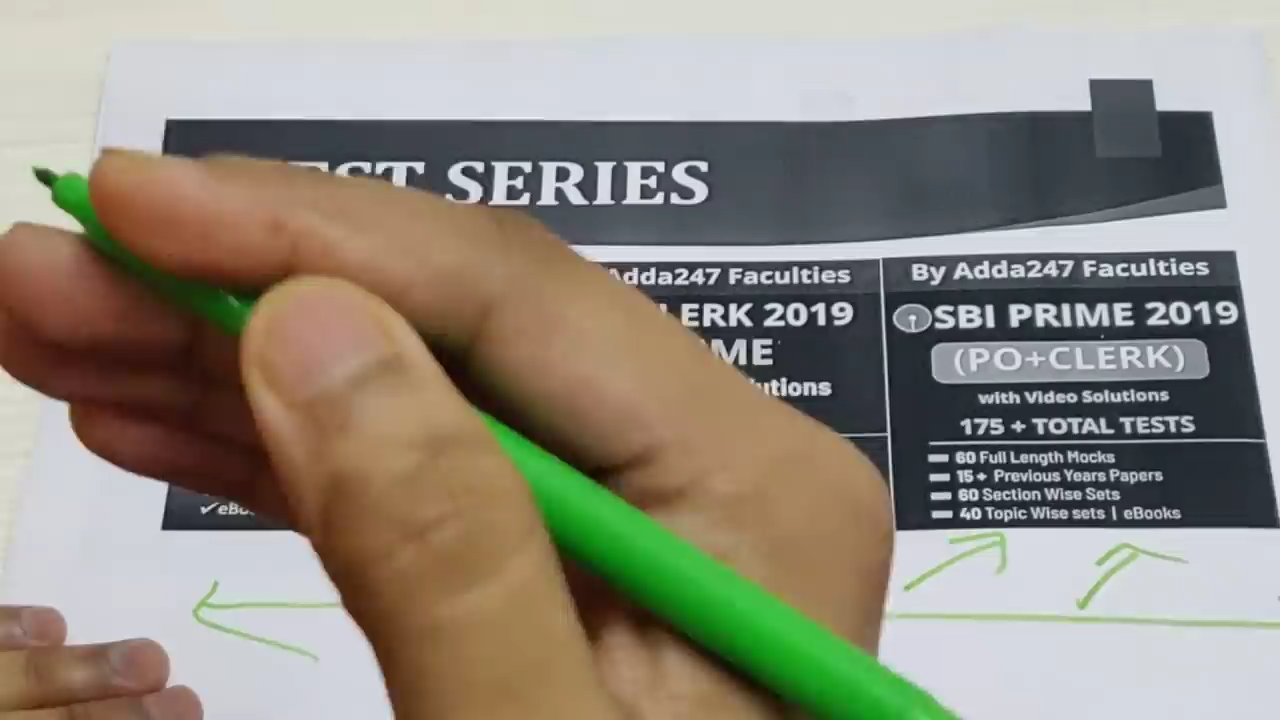 SERIES
Adda247 Faculties
2019
By Adda247 Faculties
SBI PRIME 2019
(PO+CLERK)
with Video Solutions
175 + TOTAL TESTS
60 Full Length Mocks
15+ Previous Years Papers
60 Section Wise Sets
40 Topic Wise sets | eBooks